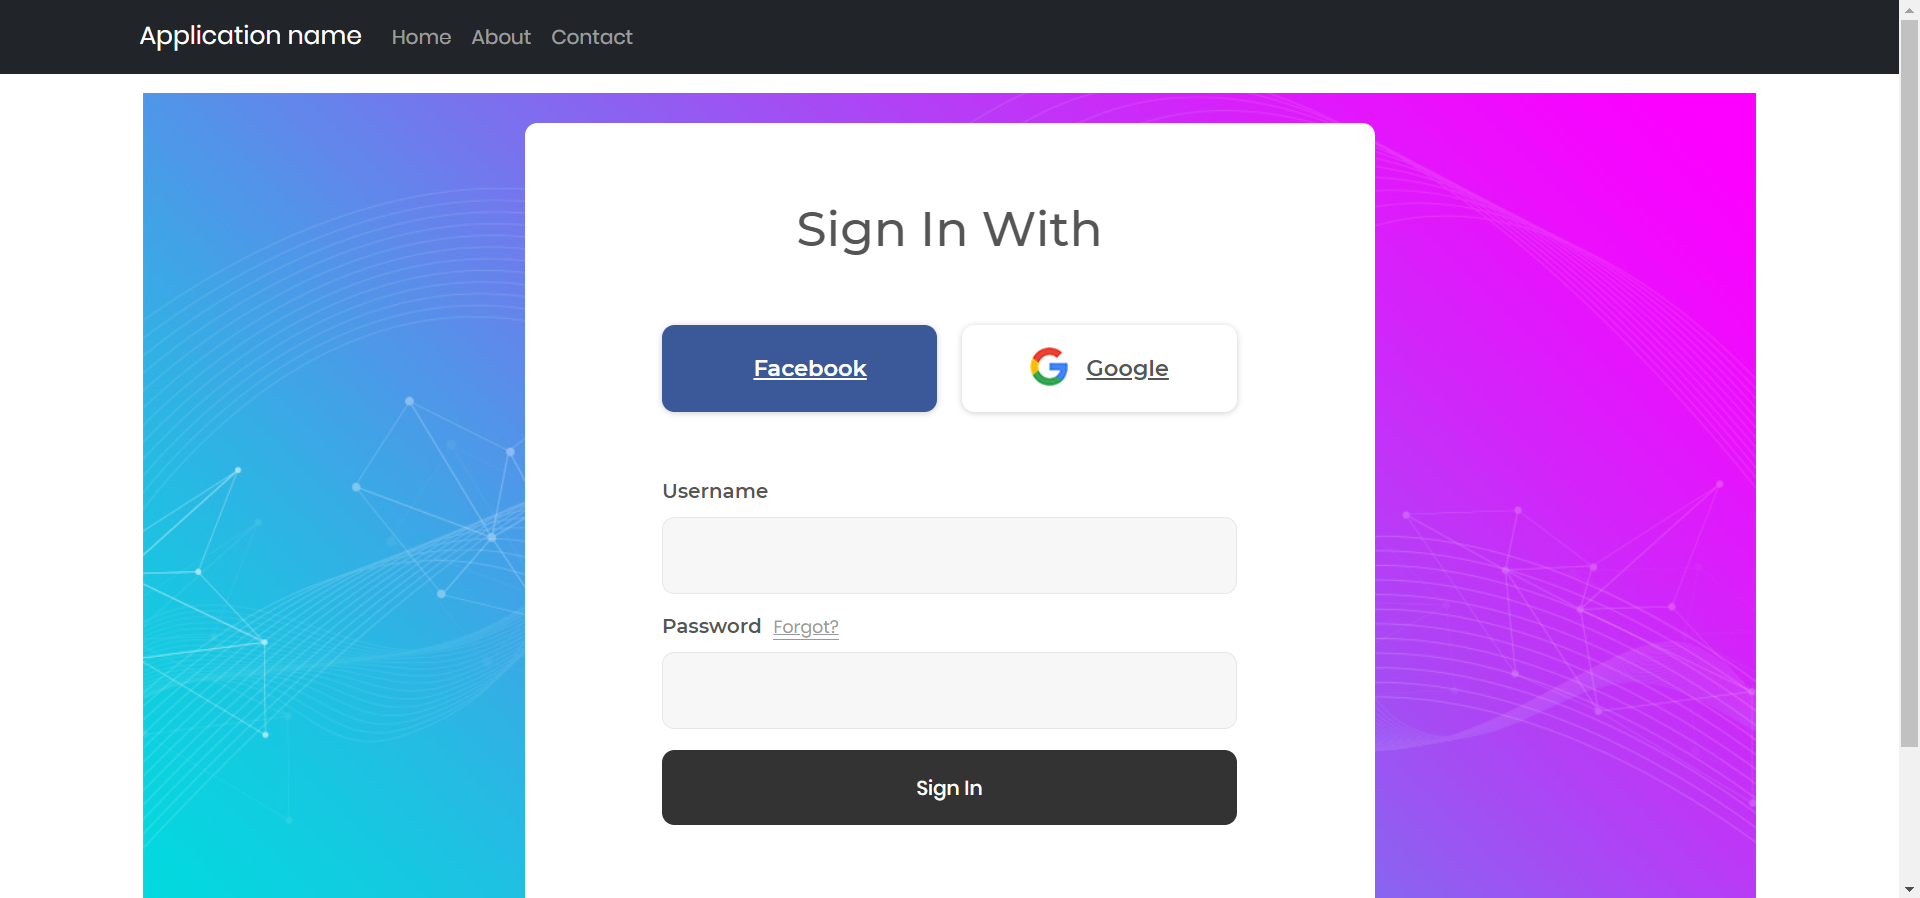 Application name Home About Contact
Sign In With
Facebook Google
Username
Password Forgot?
Sign In